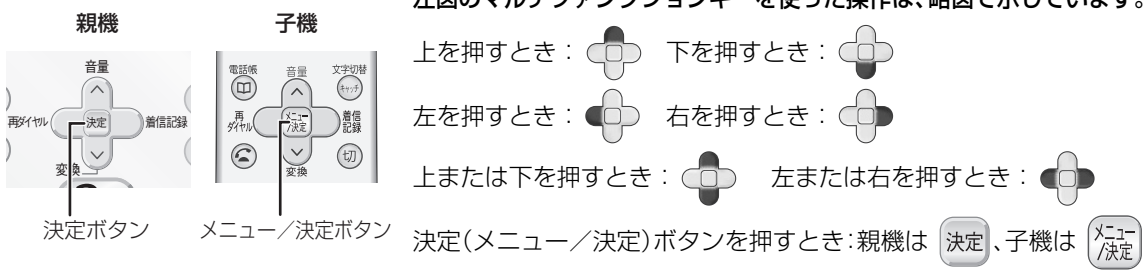 左図のマルチファンクションキーを使った操作は、略図で示しています。
親機
子機
音量
再ダイヤル
決定
着信記録
変換
決定ボタン
電話帳
音量
文字切替
キャッチ
再
ダイヤル
メニュー
/決定
着信
記録
変換
切
メニュー/決定ボタン
上を押すとき:
下を押すとき:
左を押すとき:
右を押すとき:
上または下を押すとき:
左または右を押すとき:
決定(メニュー/決定)ボタンを押すとき:親機は 決定、子機は メニュー/決定